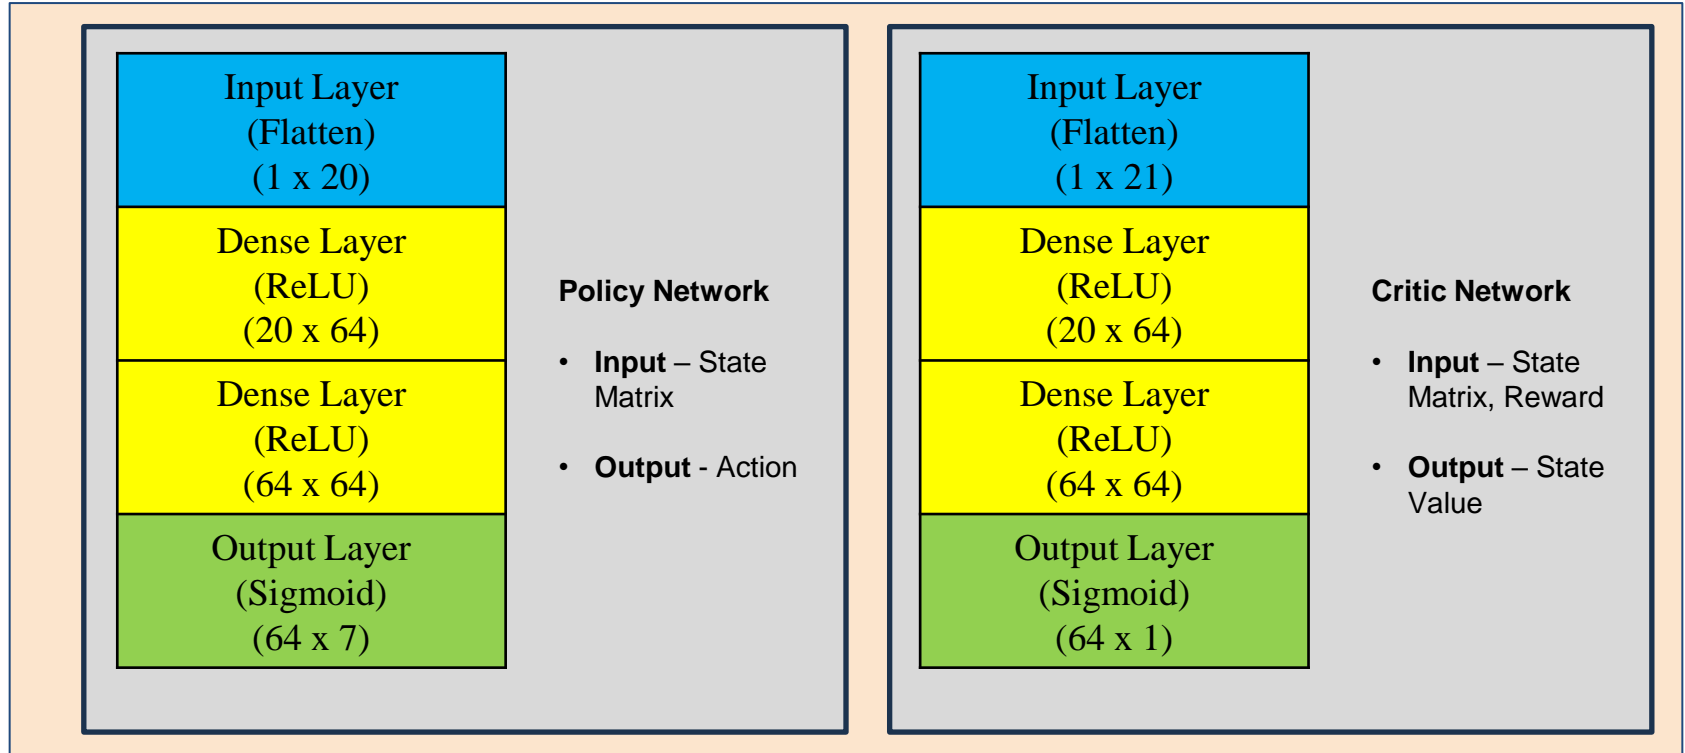 Input Layer
(Flatten)
(1 x 20)
Dense Layer
(ReLU)
(20 x 64)
Dense Layer
(ReLU)
(64 x 64)
Output Layer
(Sigmoid)
(64 x 7)
Policy Network
• Input – State
Matrix
• Output - Action
Input Layer
(Flatten)
(1 x 21)
Dense Layer
(ReLU)
(20 x 64)
Dense Layer
(ReLU)
(64 x 64)
Output Layer
(Sigmoid)
(64 x 1)
Critic Network
• Input – State
Matrix, Reward
• Output – State
Value